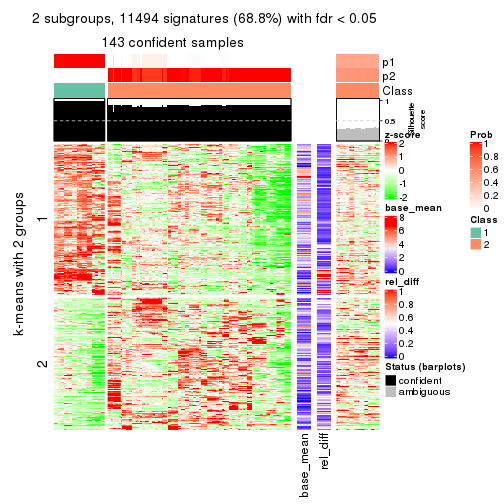 2 subgroups, 11494 signatures (68.8%) with fdr < 0.05
143 confident samples
p1
p2
Class
1
0.5
0
Silhouette
score
k-means with 2 groups
1
2
base_mean
rel_diff
z-score
2
1
0
-1
-2
base_mean
8
6
4
2
0
rel_diff
1
0.8
0.6
0.4
0.2
0
Status (barplots)
confident
ambiguous
Prob
1
0.8
0.6
0.4
0.2
0
Class
1
2